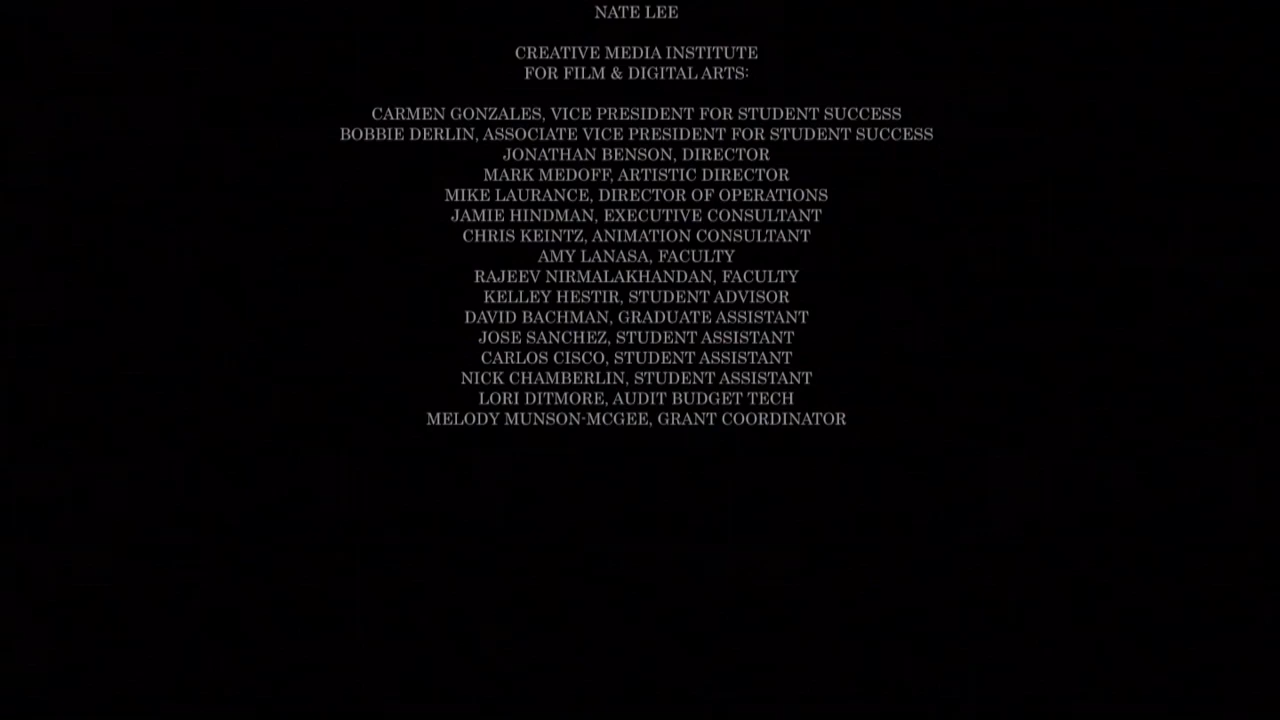 NATE LEE
CREATIVE MEDIA INSTITUTE
FOR FILM & DIGITAL ARTS:
CARMEN GONZALES, VICE PRESIDENT FOR STUDENT SUCCESS
BOBBIE DERLIN, ASSOCIATE VICE PRESIDENT FOR STUDENT SUCCESS
JONATHAN BENSON, DIRECTOR
MARK MEDOFF, ARTISTIC DIRECTOR
MIKE LAURANCE, DIRECTOR OF OPERATIONS
JAMIE HINDMAN, EXECUTIVE CONSULTANT
CHRIS KEINTZ, ANIMATION CONSULTANT
AMY LANASA, FACULTY
RAJEEV NIRMALAKHANDAN, FACULTY
KELLEY HESTIR, STUDENT ADVISOR
DAVID BACHMAN, GRADUATE ASSISTANT
JOSE SANCHEZ, STUDENT ASSISTANT
CARLOS CISCO, STUDENT ASSISTANT
NICK CHAMBERLIN, STUDENT ASSISTANT
LORI DITMORE, AUDIT BUDGET TECH
MELODY MUNSON-MCGEE, GRANT COORDINATOR